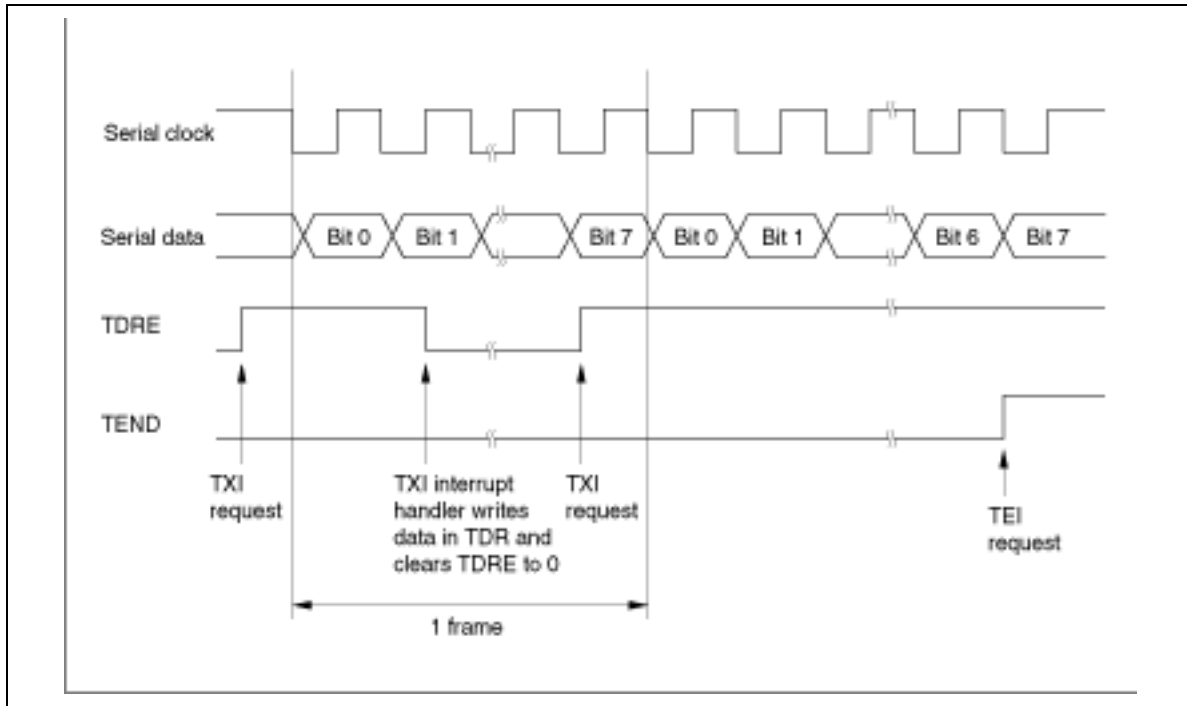 Serial clock
Serial data
Bit 0
Bit 1
Bit 7
Bit 0
Bit 1
Bit 6
Bit 7
TDRE
TEND
TXI
request
TXI interrupt
handler writes
data in TDR and
clears TDRE to 0
TXI
request
TEI
request
1 frame